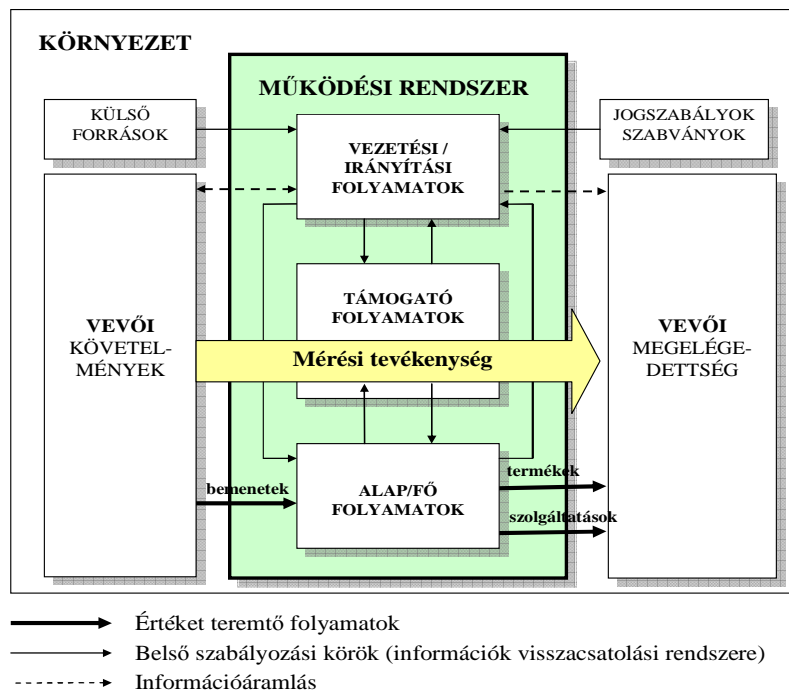 KÖRNYEZET
MŰKÖDÉSI RENDSZER
KÜLSŐ
FORRÁSOK
VEZETÉSI /
IRÁNYÍTÁSI
FOLYAMATOK
JOGSZABÁLYOK
SZABVÁNYOK
TÁMOGATÓ
FOLYAMATOK
VEVŐI
KÖVETEL-
MÉNYEK
Mérési tevékenység
VEVŐI
MEGELÉGE-
DETTSÉG
bemenetek
ALAP/FŐ
FOLYAMATOK
termékek
szolgáltatások
Értéket teremtő folyamatok
Belső szabályozási körök (információk visszacsatolási rendszere)
Információáramlás